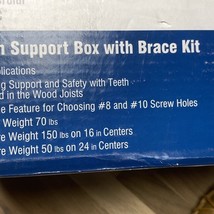 n Support Box with Brace Kit
plications
g Support and Safety with Teeth
d in the Wood Joists
e Feature for Choosing #8 and #10 Screw Holes
Weight 70 lbs
re Weight 150 lbs on 16 in Centers
re Weight 50 lbs on 24 in Centers